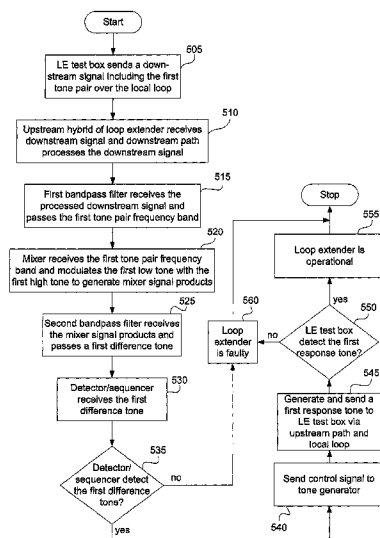 Start
505
LE test box sends a down-
stream signal including the first
tone pair over the local loop
510
Upstream hybrid of loop extender receives
downstream signal and downstream path
processes the downstream signal
515
First bandpass filter receives the
processed downstream signal and
passes the first tone pair frequency band
520
Mixer receives the first tone pair frequency
band and modulates the first low tone with the
first high tone to generate mixer signal products
525
Second bandpass filter receives
the mixer signal products and
passes a first difference tone
530
Detector/sequencer
receives the first
difference tone
535
Detector/
sequencer detect
the first difference
tone?
no
yes
540
Send control signal to
tone generator
545
Generate and send a
first response tone to
LE test box via
upstream path and
local loop
550
LE test box
detect the first
response tone?
no
yes
560
Loop
extender
is faulty
555
Loop extender is
operational
Stop